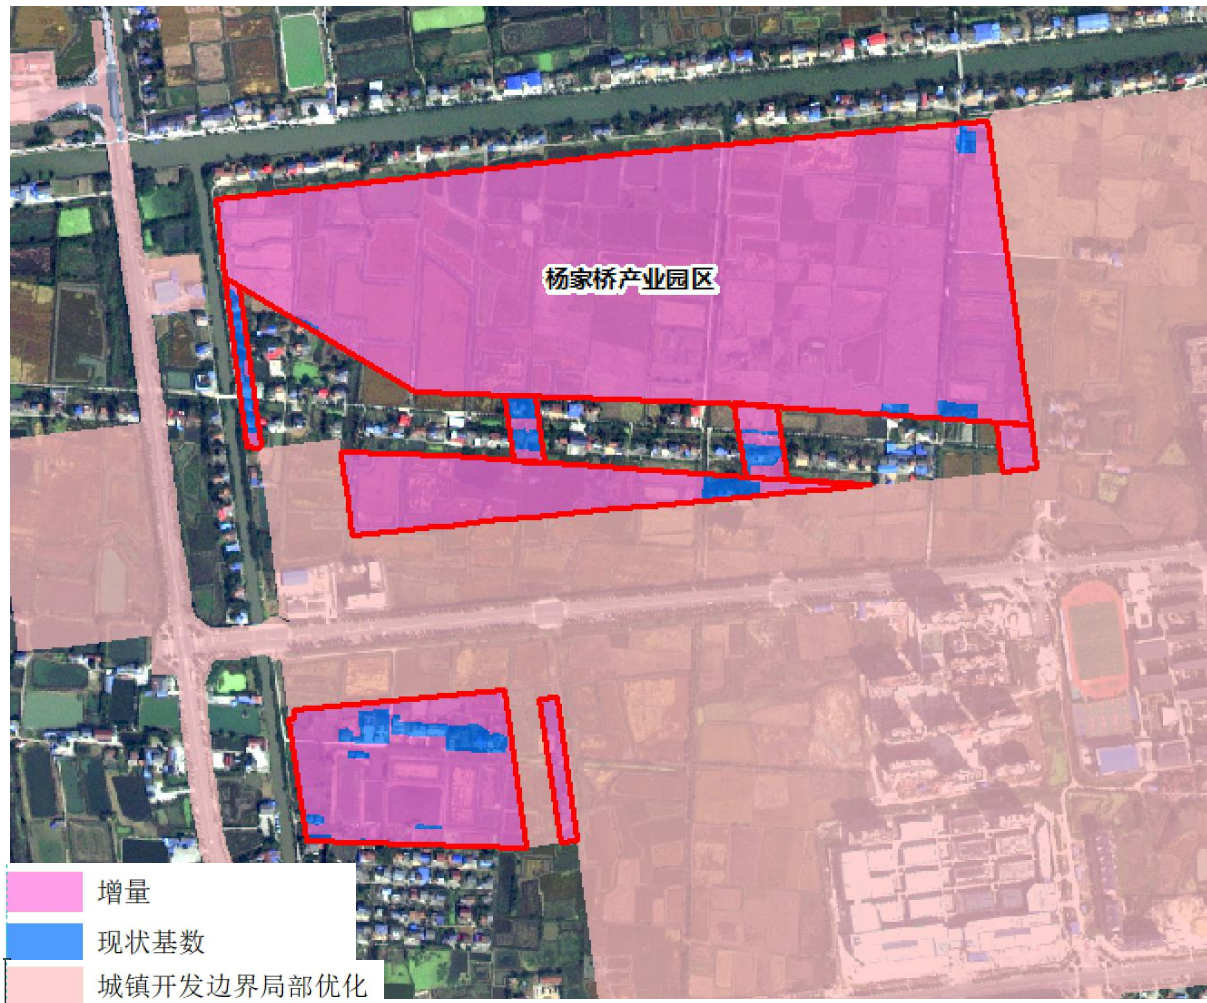 杨家桥产业园区
增量
现状基数
城镇开发边界局部优化